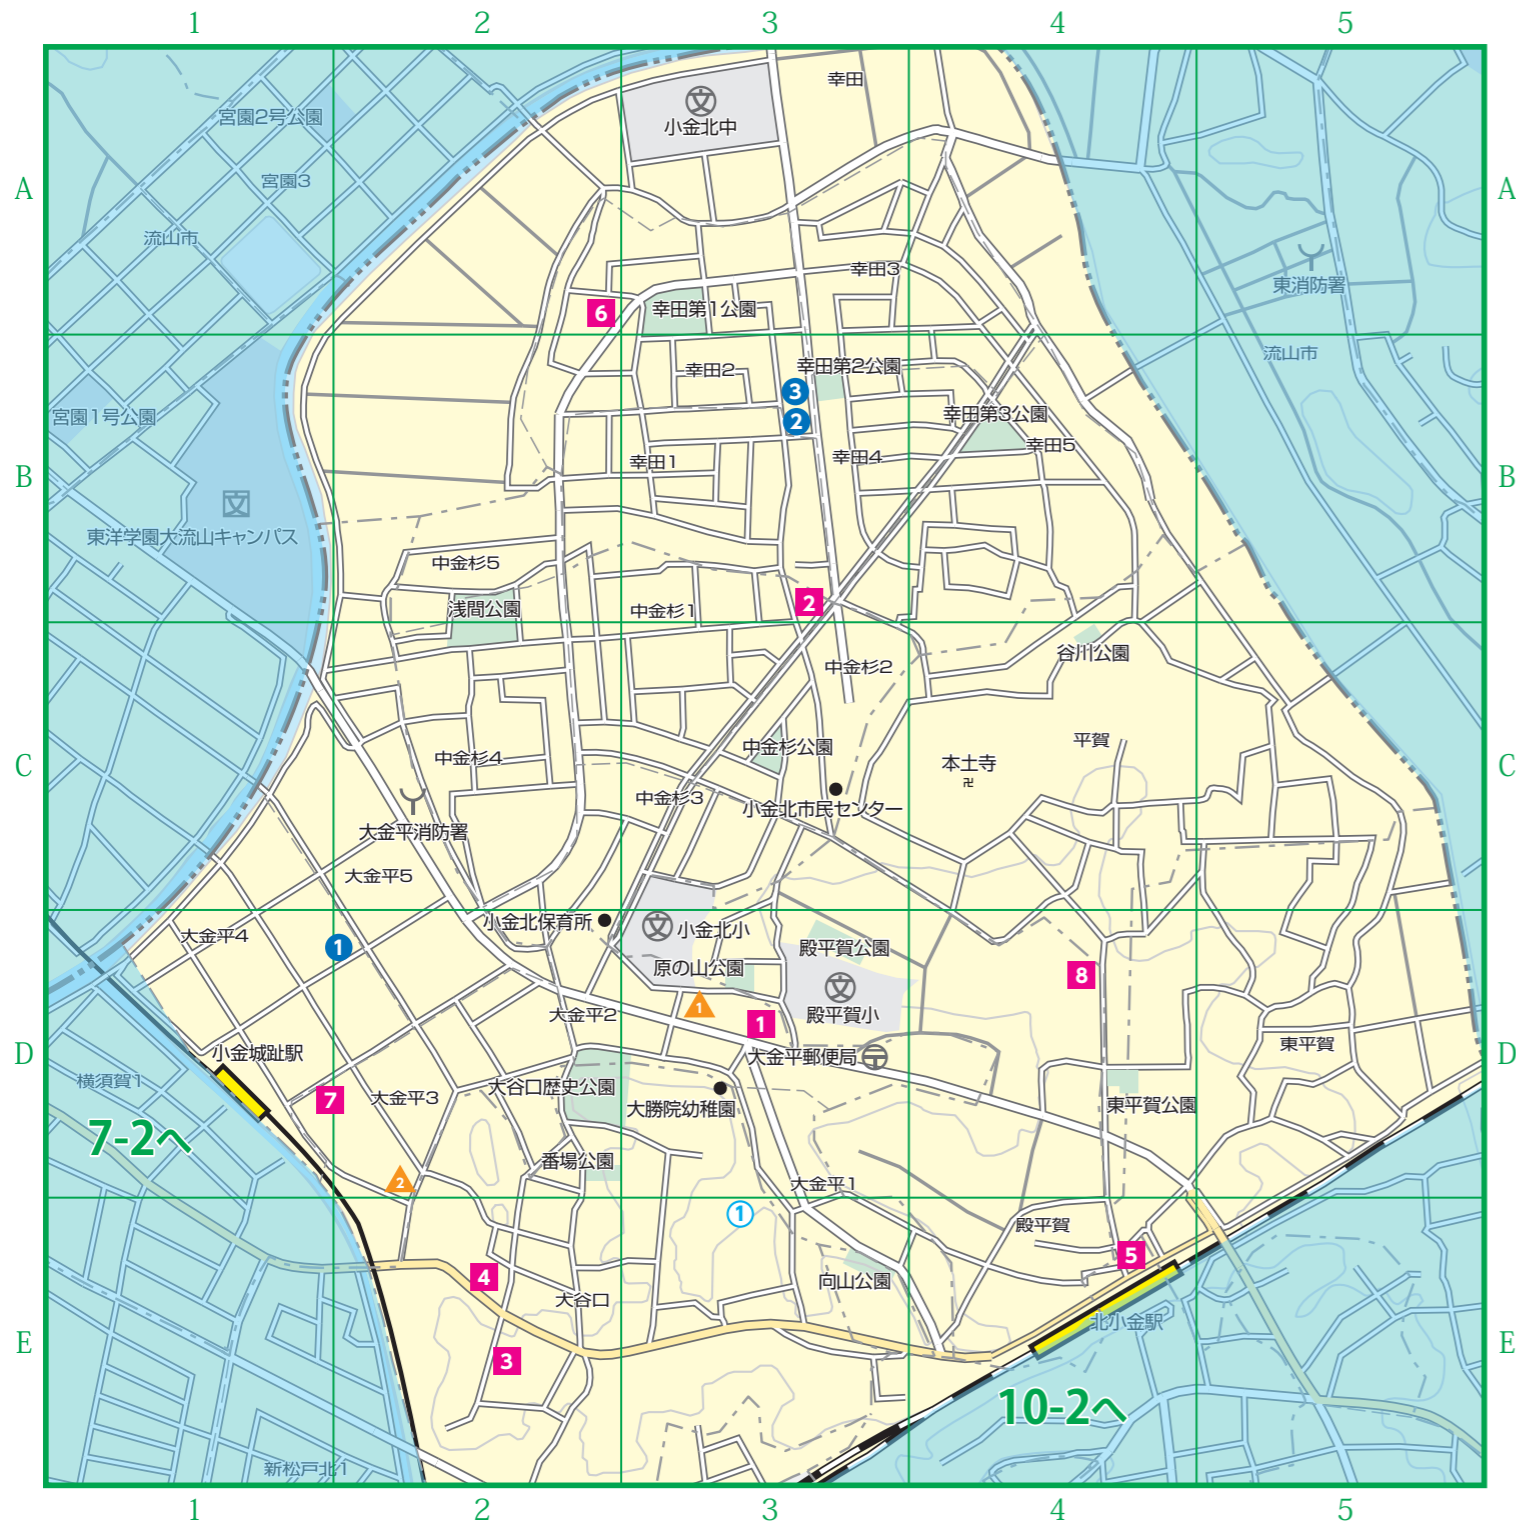 1 2 3 4 5
宮園2号公園
幸田
小金北中
A A
宮園3
流山市
幸田3
東消防署
6
幸田第1公園
流山市
幸田2
幸田第2公園
3
宮園1号公園
2
幸田第3公園
幸田5
幸田1
幸田4
B B
文
東洋学園大流山キャンパス
中金杉5
浅間公園
中金杉1
2
谷川公園
中金杉2
平賀
中金杉公園
本土寺
卍
中金杉4
C C
中金杉3
小金北市民センター
大金平消防署
大金平5
小金北保育所
文
小金北小
大金平4
1
殿平賀公園
原の山公園
8
文
1
殿平賀小
大金平2
1
東平賀
小金城趾駅
大金平郵便局
D D
横須賀1
大谷口歴史公園
大勝院幼稚園
7
大金平3
東平賀公園
7-2へ
番場公園
2
大金平1
1
殿平賀
5
4
向山公園
大谷口
北小金駅
E E
3
10-2へ
新松戸北1
1 2 3 4 5